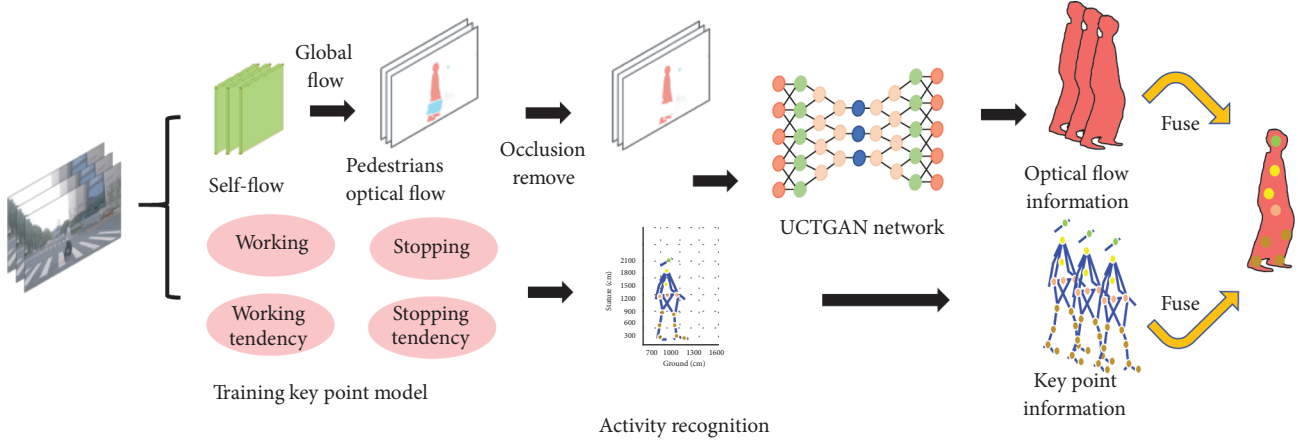 Global
flow
Self-flow
Pedestrians
optical flow
Occlusion
remove
UCTGAN network
Optical flow
information
Fuse
Working
Stopping
Working
tendency
Stopping
tendency
Training key point model
Stature (cm)
2100
1800
1500
1200
900
600
300
700 1000 1300 1600
Ground (cm)
Activity recognition
Fuse
Key point
information